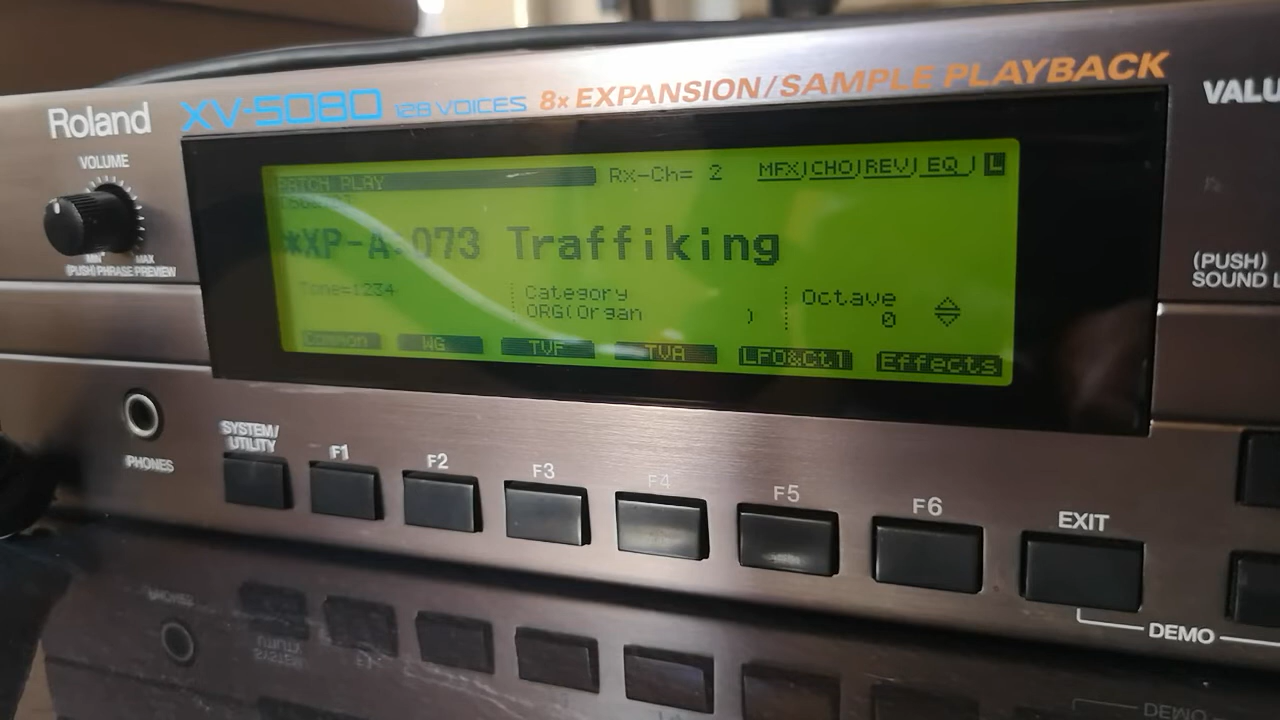 Roland
XV-5080 128 VOICES 8x EXPANSION/SAMPLE PLAYBACK
VOLUME
MIN MAX
(PUSH) PHRASE PREVIEW
PATCH PLAY Rx-Ch= 2 MFX)CHO)REV) EQ ) L
*XP-A:073 Traffiking
Tone=1234 Category Octave
ORG(Organ ) 0
Common WG TVF TVA LFO&Ctl Effects
(PUSH)
PHONES
SYSTEM/
UTILITY
F1 F2 F3 F4 F5 F6 EXIT
DEMO